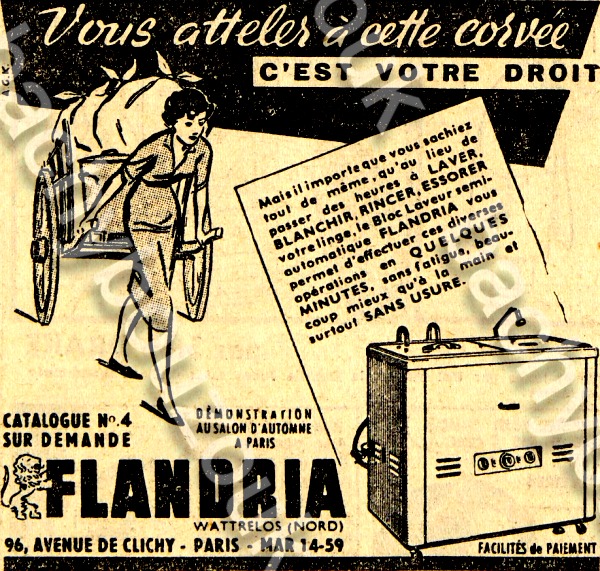 Vous atteler à cette corvée
C'EST VOTRE DROIT
A.G.K.
Mais il importe que vous sachiez
tout de même, qu'au lieu de
passer des heures à LAVER,
BLANCHIR, RINCER, ESSORER
votre linge, le Bloc Laveur semi-
automatique FLANDRIA vous
permet d'effectuer ces diverses
opérations en QUELQUES
MINUTES, sans fatigue, beau-
coup mieux qu'à la main et
surtout SANS USURE.
CATALOGUE No. 4
SUR DEMANDE
DÉMONSTRATION
AU SALON D'AUTOMNE
A PARIS
FLANDRIA
WATTRELOS (NORD)
96, AVENUE DE CLICHY - PARIS - MAR 14-59
FACILITÉS de PAIEMENT